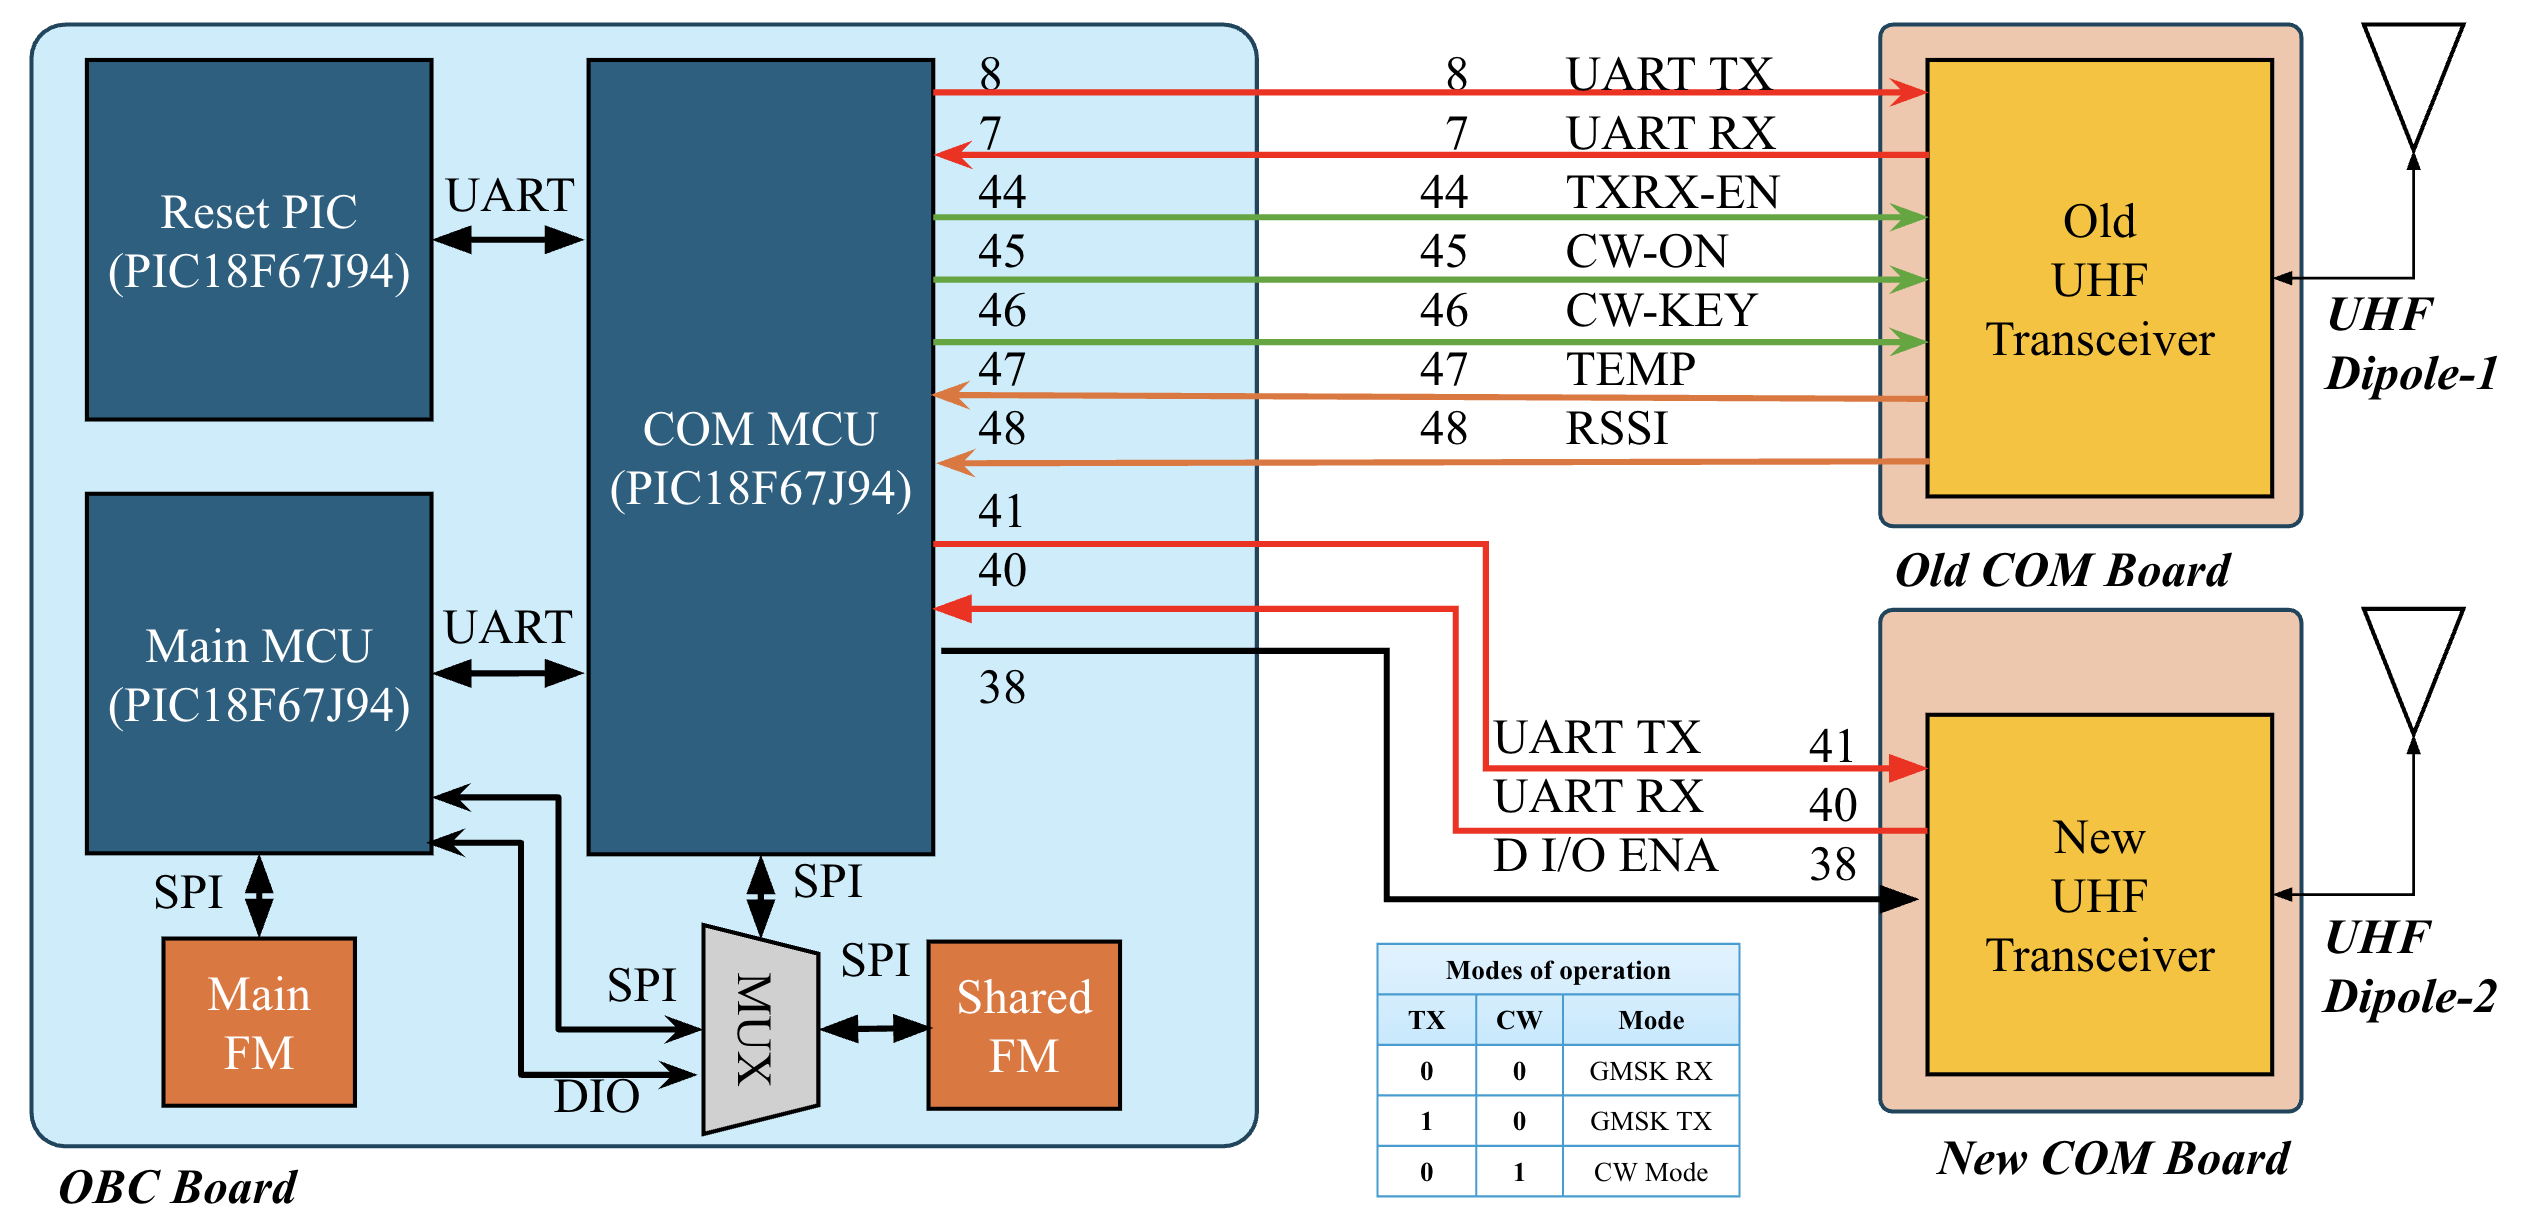 Reset PIC
(PIC18F67J94)
UART
COM MCU
(PIC18F67J94)
Main MCU
(PIC18F67J94)
UART
SPI
Main
FM
SPI
SPI
DIO
MUX
SPI
Shared
FM
OBC Board
8
7
44
45
46
47
48
41
40
38
8 UART TX
7 UART RX
44 TXRX-EN
45 CW-ON
46 CW-KEY
47 TEMP
48 RSSI
Old
UHF
Transceiver
Old COM Board
UHF
Dipole-1
UART TX 41
UART RX 40
D I/O ENA 38
New
UHF
Transceiver
New COM Board
UHF
Dipole-2
Modes of operation
TX CW Mode
0 0 GMSK RX
1 0 GMSK TX
0 1 CW Mode